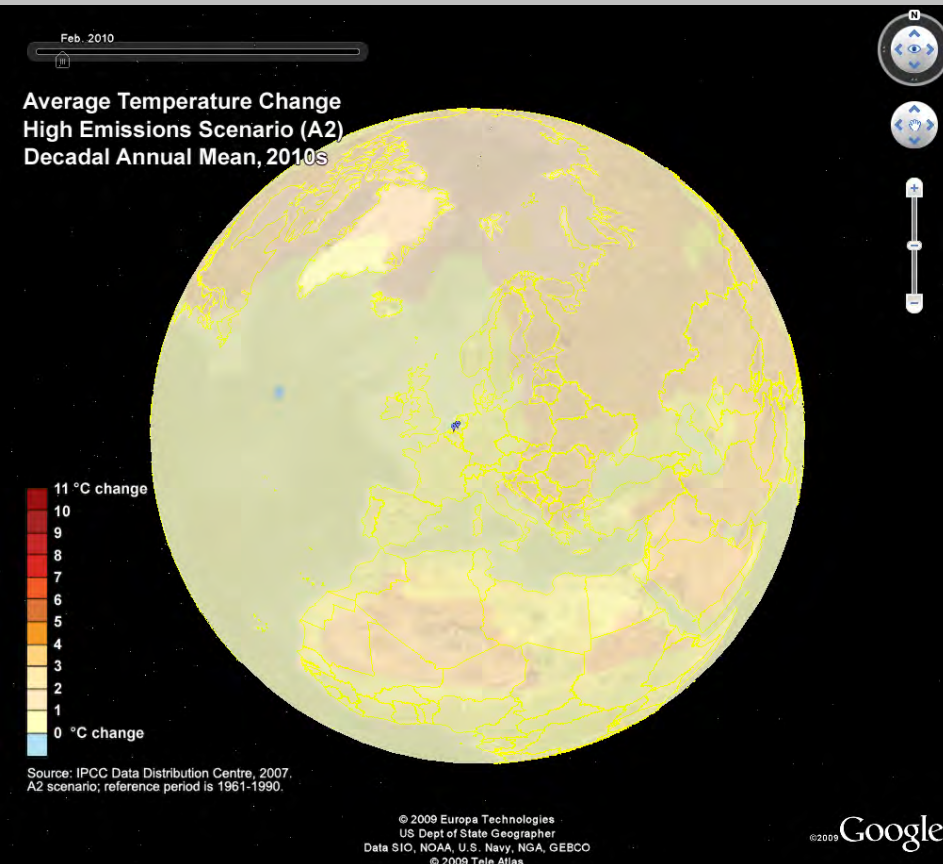 Feb. 2010
N
Average Temperature Change
High Emissions Scenario (A2)
Decadal Annual Mean, 2010s
11 °C change
10
9
8
7
6
5
4
3
2
1
0 °C change
Source: IPCC Data Distribution Centre, 2007.
A2 scenario; reference period is 1961-1990.
© 2009 Europa Technologies
US Dept of State Geographer
Data SIO, NOAA, U.S. Navy, NGA, GEBCO
© 2009 Tele Atlas
©2009 Google